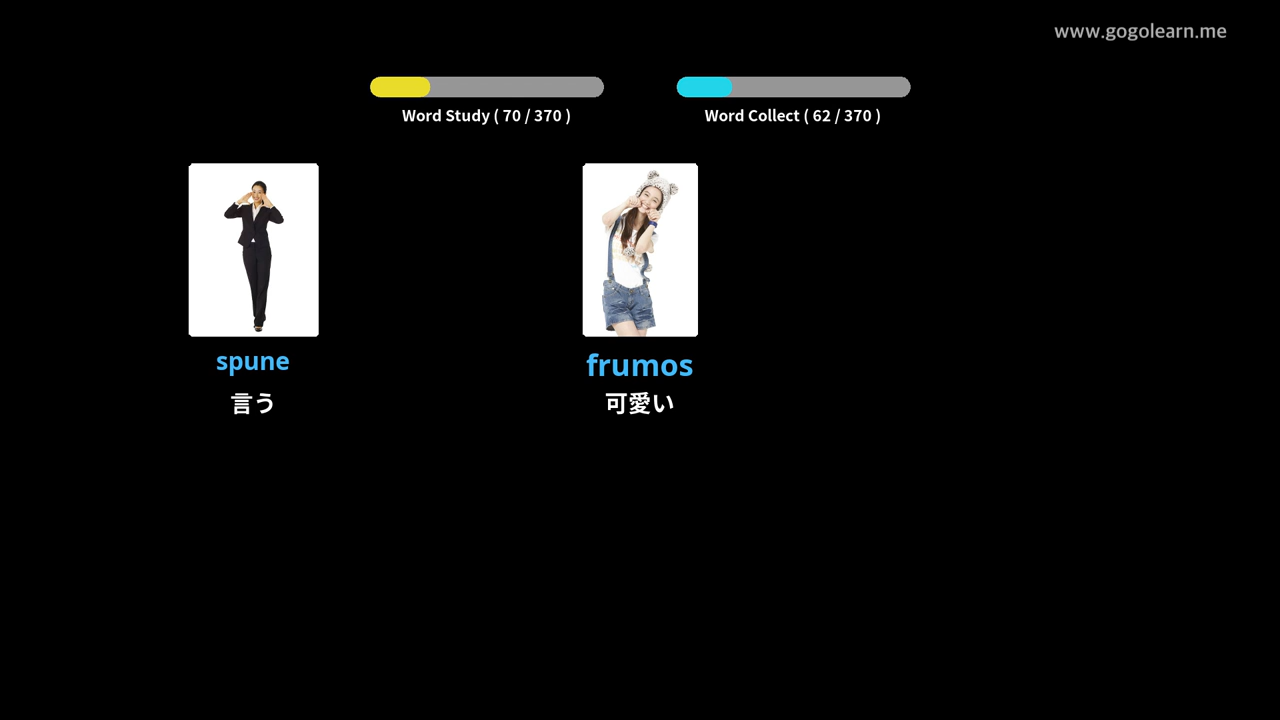 www.gogolearn.me
Word Study ( 70 / 370 )
Word Collect ( 62 / 370 )
spune
言う
frumos
可愛い